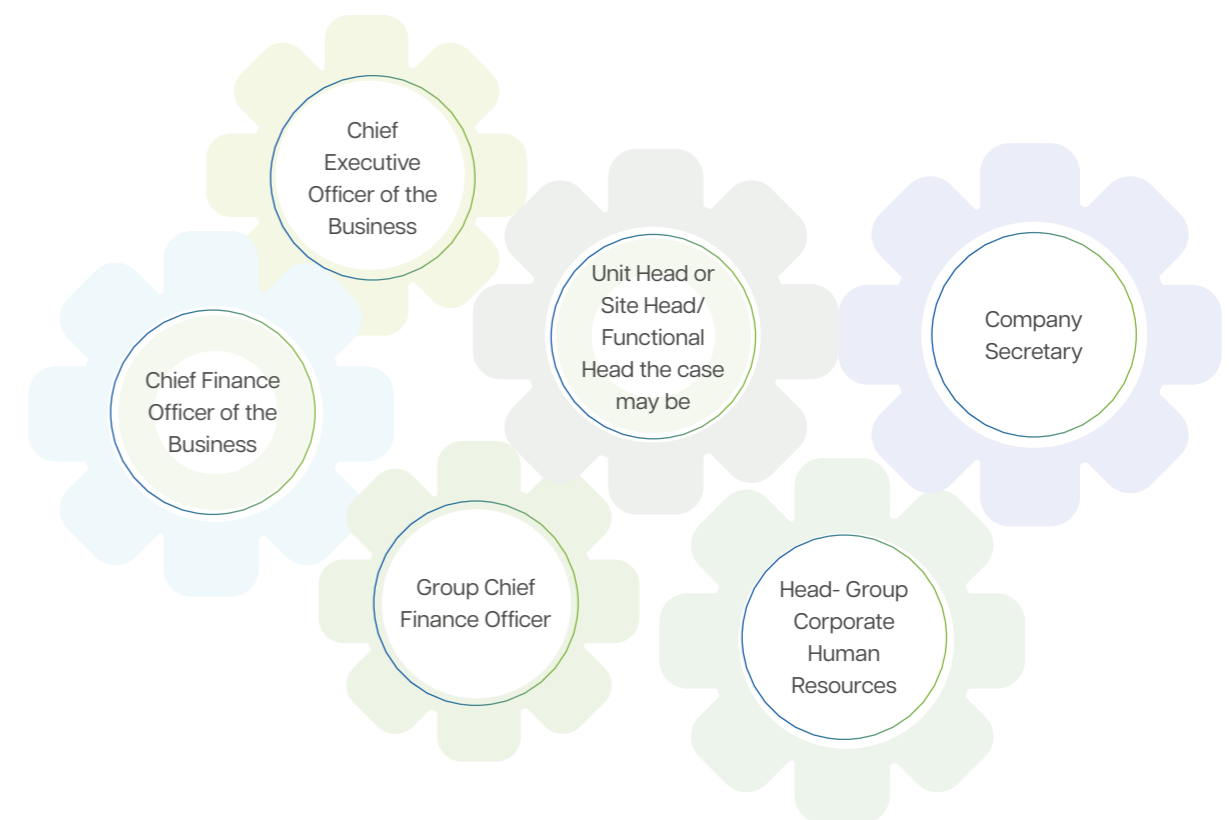 Chief
Executive
Officer of the
Business
Unit Head or
Site Head/
Functional
Head the case
may be
Company
Secretary
Chief Finance
Officer of the
Business
Group Chief
Finance Officer
Head- Group
Corporate
Human
Resources